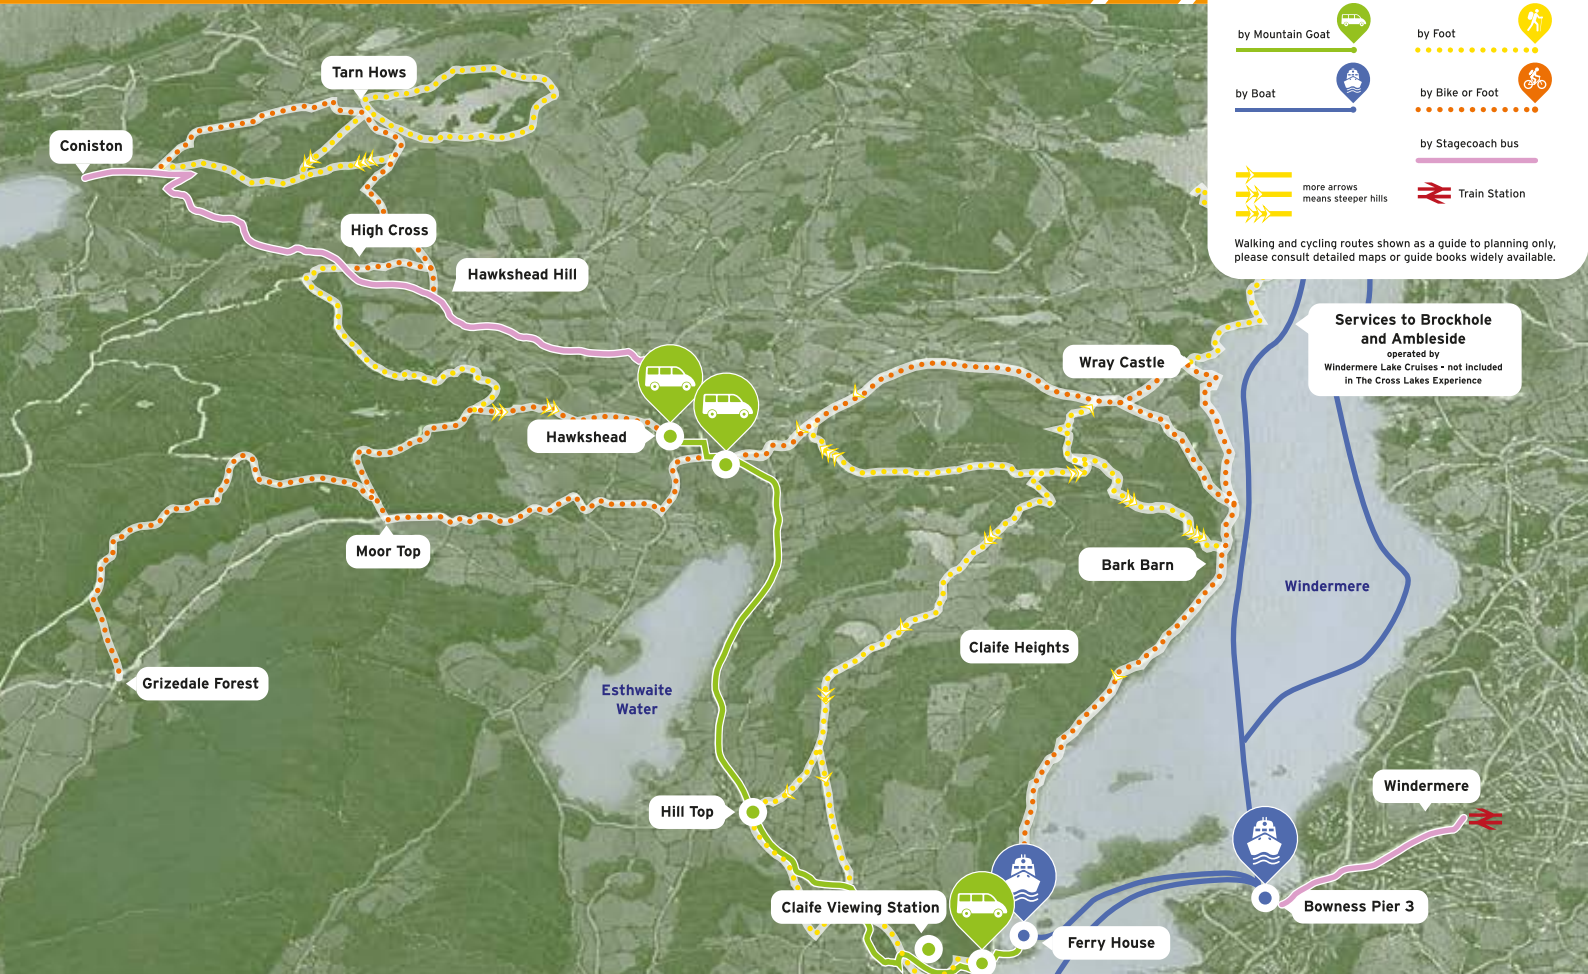 by Mountain Goat
by Foot
by Boat
by Bike or Foot
by Stagecoach bus
more arrows
means steeper hills
Train Station
Walking and cycling routes shown as a guide to planning only,
please consult detailed maps or guide books widely available.
Tarn Hows
Coniston
High Cross
Hawkshead Hill
Services to Brockhole
and Ambleside
operated by
Windermere Lake Cruises - not included
in The Cross Lakes Experience
Wray Castle
Hawkshead
Moor Top
Bark Barn
Windermere
Claife Heights
Grizedale Forest
Esthwaite
Water
Windermere
Hill Top
Claife Viewing Station
Bowness Pier 3
Ferry House